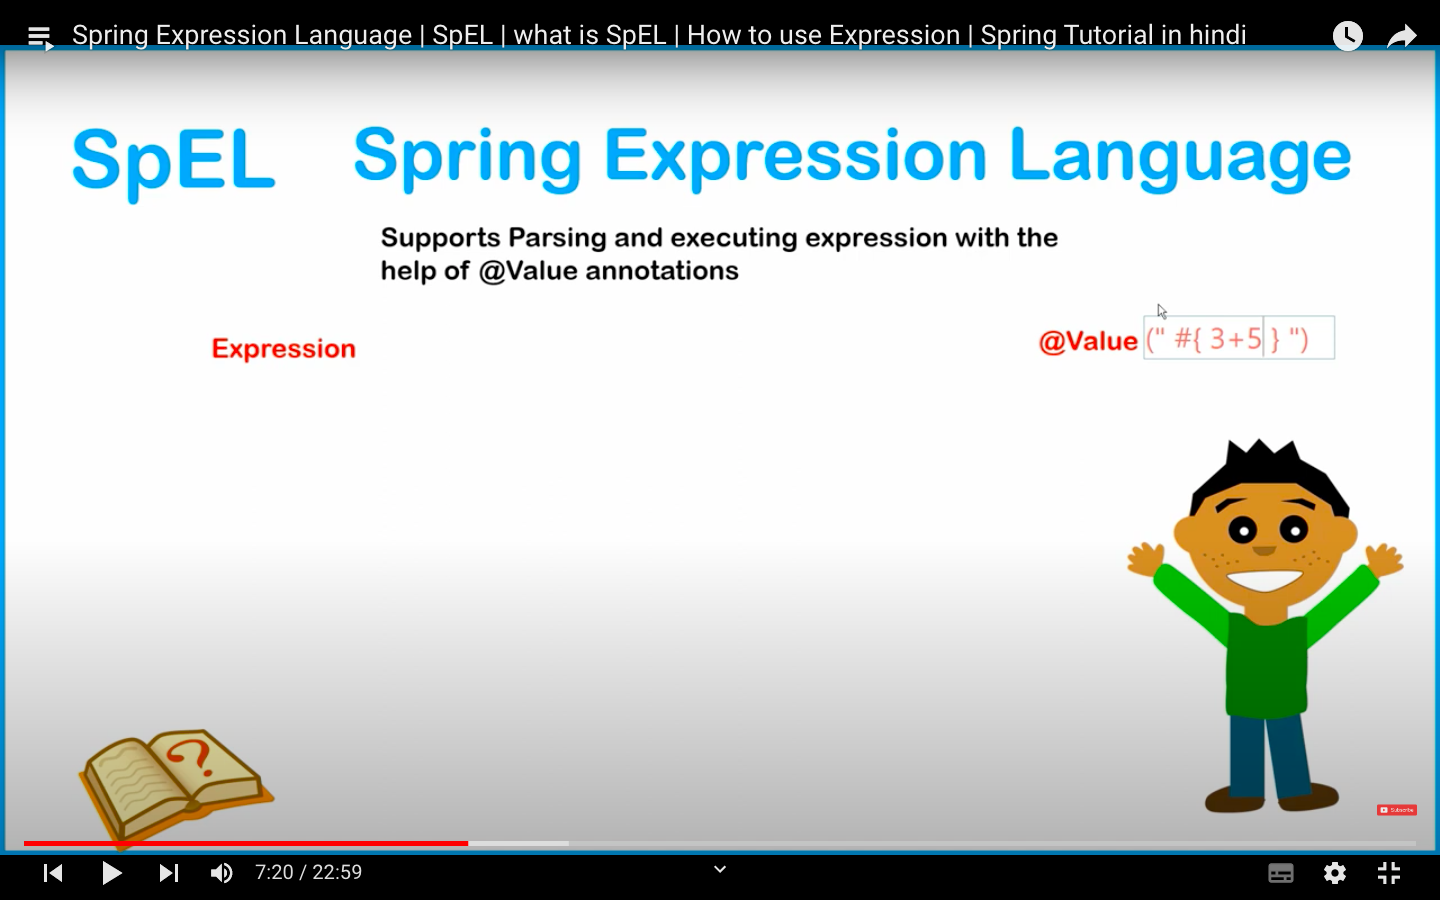 Spring Expression Language | SpEL | what is SpEL | How to use Expression | Spring Tutorial in hindi
SpEL Spring Expression Language
Supports Parsing and executing expression with the
help of @Value annotations
Expression
@Value (" #{ 3+5 } ")
?
Subscribe
7:20 / 22:59